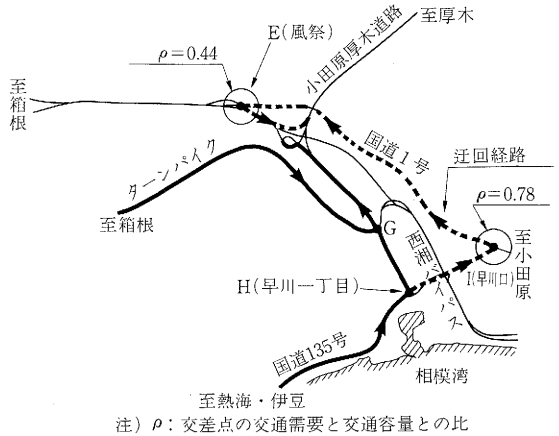 E(風祭)
至厚木
ρ=0.44
小田原厚木道路
至箱根
国道1号
迂回経路
ターンパイク
ρ=0.78
至箱根
G
西湘バイパス
至小田原
I(早川口)
H(早川一丁目)
国道135号
相模湾
至熱海・伊豆
注) ρ:交差点の交通需要と交通容量との比